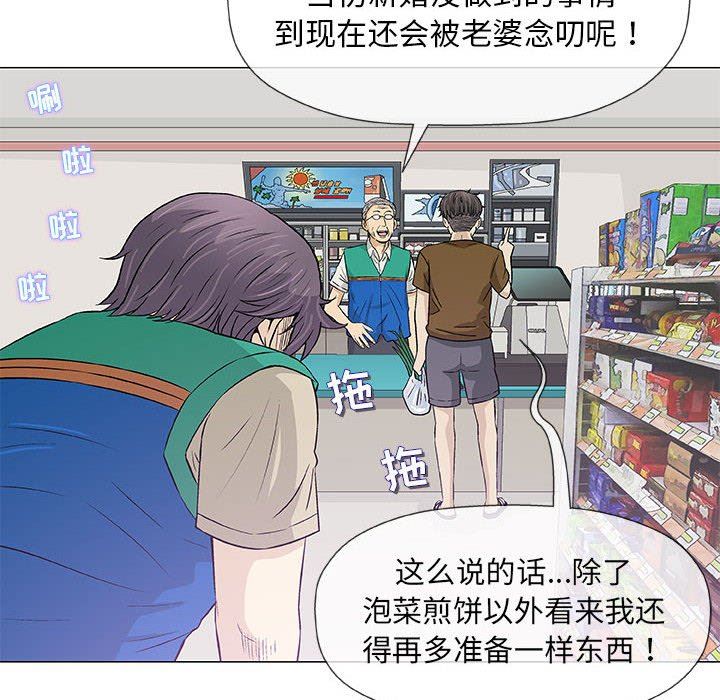 到现在还会被老婆念叨呢！
唰
啦
啦
啦
拖
拖
这么说的话...除了
泡菜煎饼以外看来我还
得再多准备一样东西！